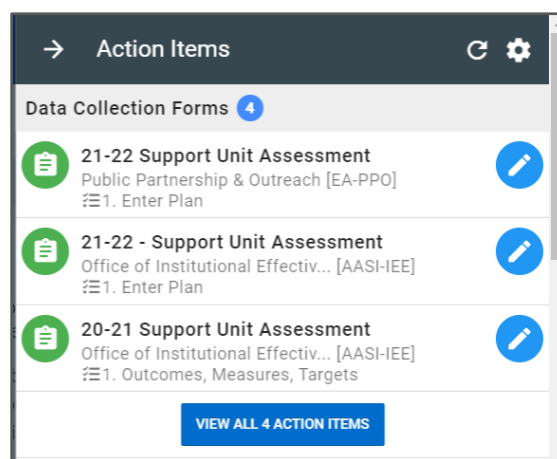 Action Items
Data Collection Forms 4
21-22 Support Unit Assessment
Public Partnership & Outreach [EA-PPO]
1. Enter Plan
21-22 - Support Unit Assessment
Office of Institutional Effectiv... [AASI-IEE]
1. Enter Plan
20-21 Support Unit Assessment
Office of Institutional Effectiv... [AASI-IEE]
1. Outcomes, Measures, Targets
VIEW ALL 4 ACTION ITEMS